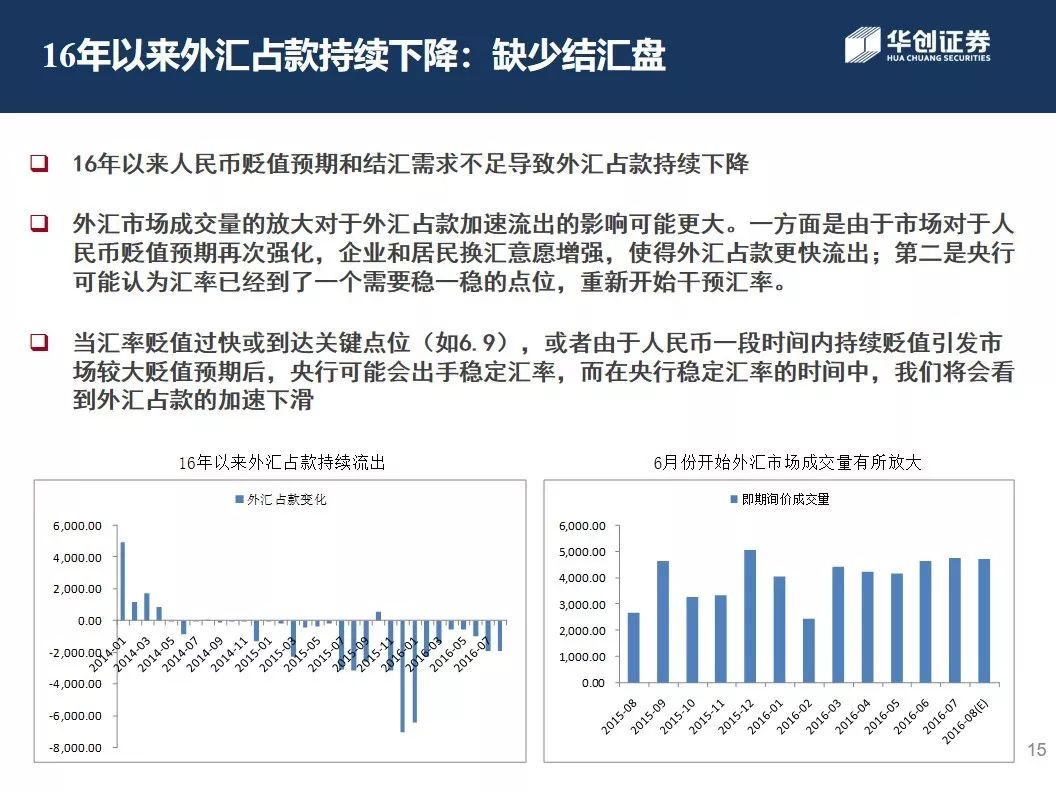 16年以来外汇占款持续下降：缺少结汇盘
华创证券
HUA CHUANG SECURITIES
16年以来人民币贬值预期和结汇需求不足导致外汇占款持续下降
外汇市场成交量的放大对于外汇占款加速流出的影响可能更大。一方面是由于市场对于人
民币贬值预期再次强化，企业和居民换汇意愿增强，使得外汇占款更快流出；第二是央行
可能认为汇率已经到了一个需要稳一稳的点位，重新开始干预汇率。
当汇率贬值过快或到达关键点位（如6.9），或者由于人民币一段时间内持续贬值引发市
场较大贬值预期后，央行可能会出手稳定汇率，而在央行稳定汇率的时间中，我们将会看
到外汇占款的加速下滑
16年以来外汇占款持续流出
外汇占款变化
6,000.00
4,000.00
2,000.00
0.00
-2,000.00
-4,000.00
-6,000.00
-8,000.00
2014-01
2014-03
2014-05
2014-07
2014-09
2014-11
2015-01
2015-03
2015-05
2015-07
2015-09
2015-11
2016-01
2016-03
2016-05
2016-07
6月份开始外汇市场成交量有所放大
即期询价成交量
6,000.00
5,000.00
4,000.00
3,000.00
2,000.00
1,000.00
0.00
2015-08
2015-09
2015-10
2015-11
2015-12
2016-01
2016-02
2016-03
2016-04
2016-05
2016-06
2016-07
2016-08(E)
15